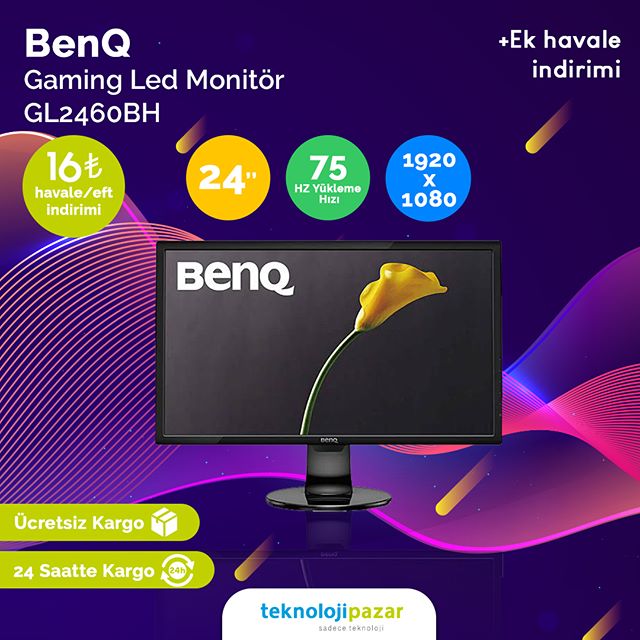 BenQ
Gaming Led Monitör
GL2460BH
+Ek havale
indirimi
16₺
havale/eft
indirimi
24"
75
HZ Yükleme
Hızı
1920
x
1080
BenQ
BenQ
Ücretsiz Kargo
24 Saatte Kargo
24h
teknolojipazar
sadece teknoloji